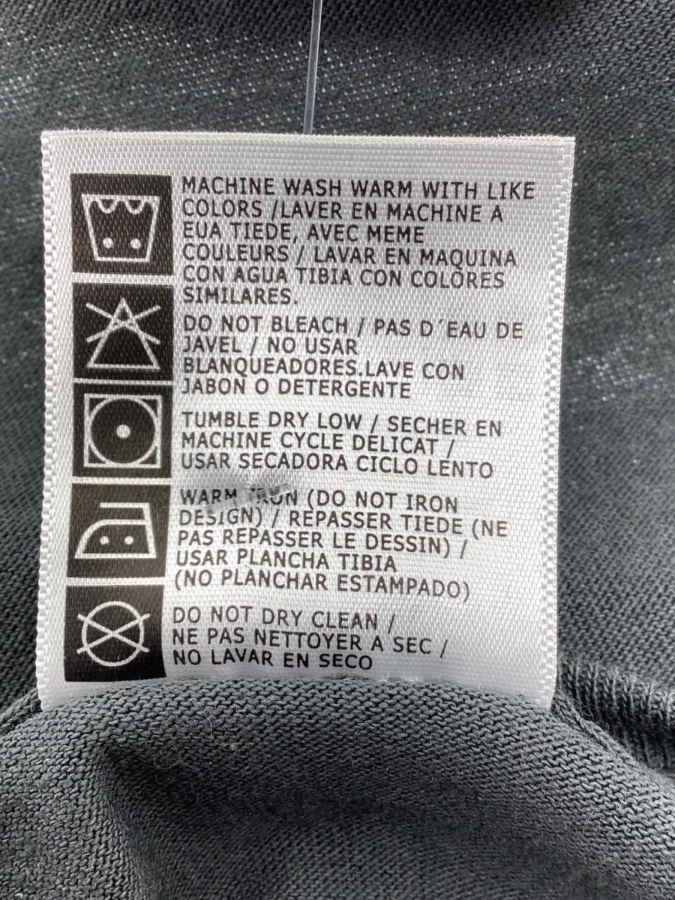 MACHINE WASH WARM WITH LIKE
COLORS /LAVER EN MACHINE A
EUA TIEDE, AVEC MEME
COULEURS / LAVAR EN MAQUINA
CON AGUA TIBIA CON COLORES
SIMILARES.
DO NOT BLEACH / PAS D´EAU DE
JAVEL / NO USAR
BLANQUEADORES.LAVE CON
JABON O DETERGENTE
TUMBLE DRY LOW / SECHER EN
MACHINE CYCLE DELICAT /
USAR SECADORA CICLO LENTO
WARM IRON (DO NOT IRON
DESIGN) / REPASSER TIEDE (NE
PAS REPASSER LE DESSIN) /
USAR PLANCHA TIBIA
(NO PLANCHAR ESTAMPADO)
DO NOT DRY CLEAN /
NE PAS NETTOYER A SEC /
NO LAVAR EN SECO